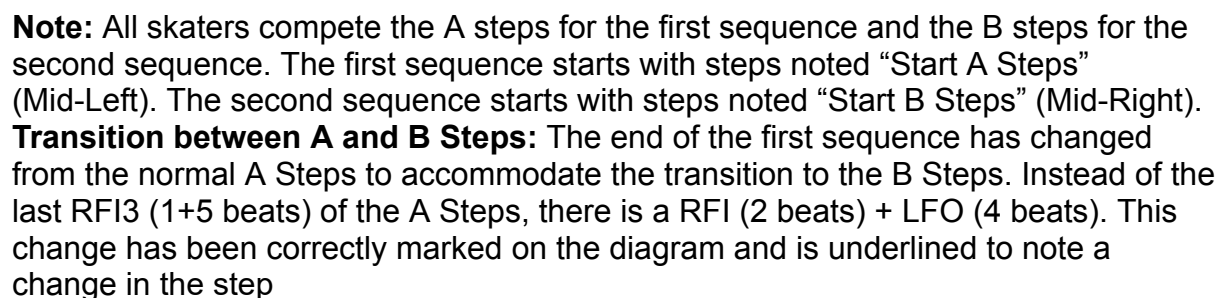 Note: All skaters compete the A steps for the first sequence and the B steps for the
second sequence. The first sequence starts with steps noted “Start A Steps”
(Mid-Left). The second sequence starts with steps noted “Start B Steps” (Mid-Right).
Transition between A and B Steps: The end of the first sequence has changed
from the normal A Steps to accommodate the transition to the B Steps. Instead of the
last RFI3 (1+5 beats) of the A Steps, there is a RFI (2 beats) + LFO (4 beats). This
change has been correctly marked on the diagram and is underlined to note a
change in the step